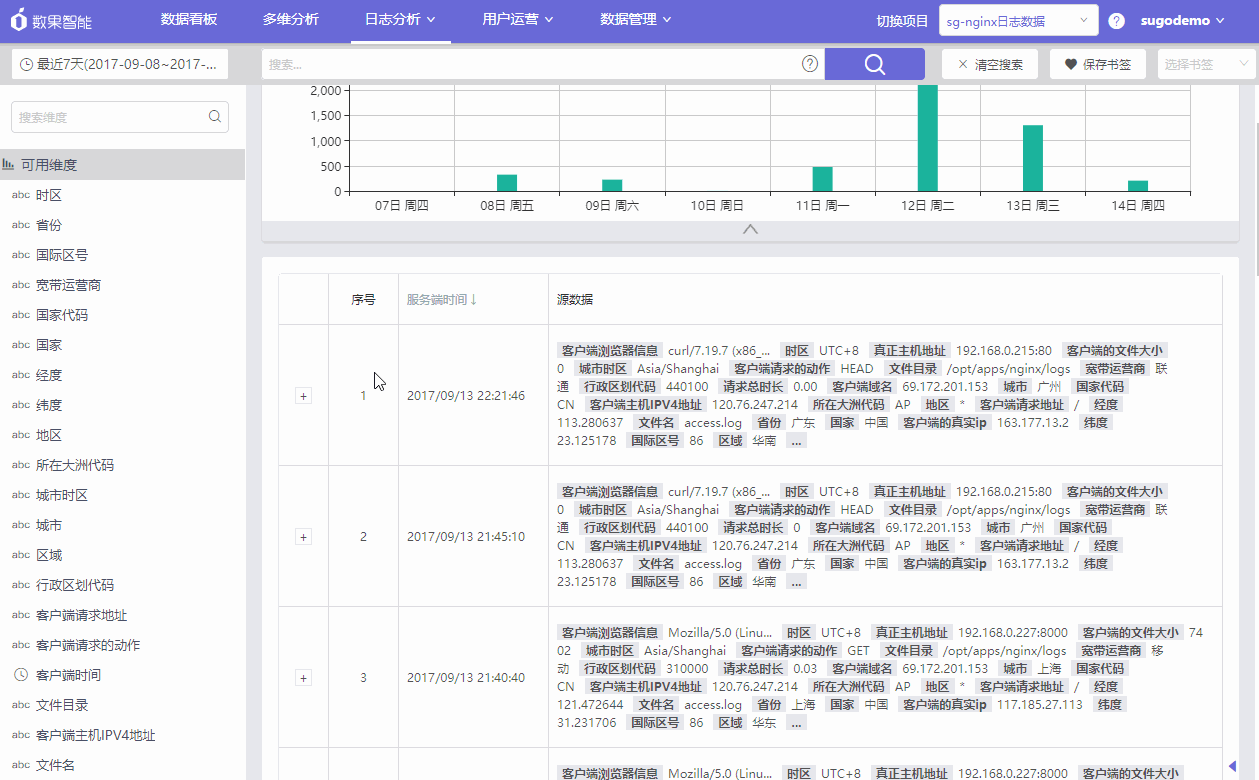 数果智能 数据看板 多维分析 日志分析 用户运营 数据管理 切换项目 sg-nginx日志数据 ? sugodemo
最近7天(2017-09-08~2017-... 搜索... ? 清空搜索 保存书签 选择书签
搜索维度
可用维度
abc 时区
abc 省份
abc 国际区号
abc 宽带运营商
abc 国家代码
abc 国家
abc 经度
abc 纬度
abc 地区
abc 所在大洲代码
abc 城市时区
abc 城市
abc 区域
abc 行政区划代码
abc 客户端请求地址
abc 客户端请求的动作
客户端时间
abc 文件目录
abc 客户端主机IPV4地址
abc 文件名
2,000
1,500
1,000
500
0
07日 周四 08日 周五 09日 周六 10日 周日 11日 周一 12日 周二 13日 周三 14日 周四
序号 服务端时间↓ 源数据
+ 1 2017/09/13 22:21:46
客户端浏览器信息 curl/7.19.7 (x86_... 时区 UTC+8 真正主机地址 192.168.0.215:80 客户端的文件大小
0 城市时区 Asia/Shanghai 客户端请求的动作 HEAD 文件目录 /opt/apps/nginx/logs 宽带运营商 联
通 行政区划代码 440100 请求总时长 0.00 客户端域名 69.172.201.153 城市 广州 国家代码
CN 客户端主机IPV4地址 120.76.247.214 所在大洲代码 AP 地区 * 客户端请求地址 / 经度
113.280637 文件名 access.log 省份 广东 国家 中国 客户端的真实ip 163.177.13.2 纬度
23.125178 国际区号 86 区域 华南 ...
+ 2 2017/09/13 21:45:10
客户端浏览器信息 curl/7.19.7 (x86_... 时区 UTC+8 真正主机地址 192.168.0.215:80 客户端的文件大小
0 城市时区 Asia/Shanghai 客户端请求的动作 HEAD 文件目录 /opt/apps/nginx/logs 宽带运营商 联
通 行政区划代码 440100 请求总时长 0 客户端域名 69.172.201.153 城市 广州 国家代码
CN 客户端主机IPV4地址 120.76.247.214 所在大洲代码 AP 地区 * 客户端请求地址 / 经度
113.280637 文件名 access.log 省份 广东 国家 中国 客户端的真实ip 163.177.13.2 纬度
23.125178 国际区号 86 区域 华南 ...
+ 3 2017/09/13 21:40:40
客户端浏览器信息 Mozilla/5.0 (Linu... 时区 UTC+8 真正主机地址 192.168.0.227:8000 客户端的文件大小 74
02 城市时区 Asia/Shanghai 客户端请求的动作 GET 文件目录 /opt/apps/nginx/logs 宽带运营商 移
动 行政区划代码 310000 请求总时长 0.03 客户端域名 69.172.201.153 城市 上海 国家代码
CN 客户端主机IPV4地址 120.76.247.214 所在大洲代码 AP 地区 * 客户端请求地址 / 经度
121.472644 文件名 access.log 省份 上海 国家 中国 客户端的真实ip 117.185.27.113 纬度
31.231706 国际区号 86 区域 华东 ...
客户端浏览器信息 Mozilla/5.0 (Linu... 时区 UTC+8 真正主机地址 192.168.0.227:8000 客户端的文件大小